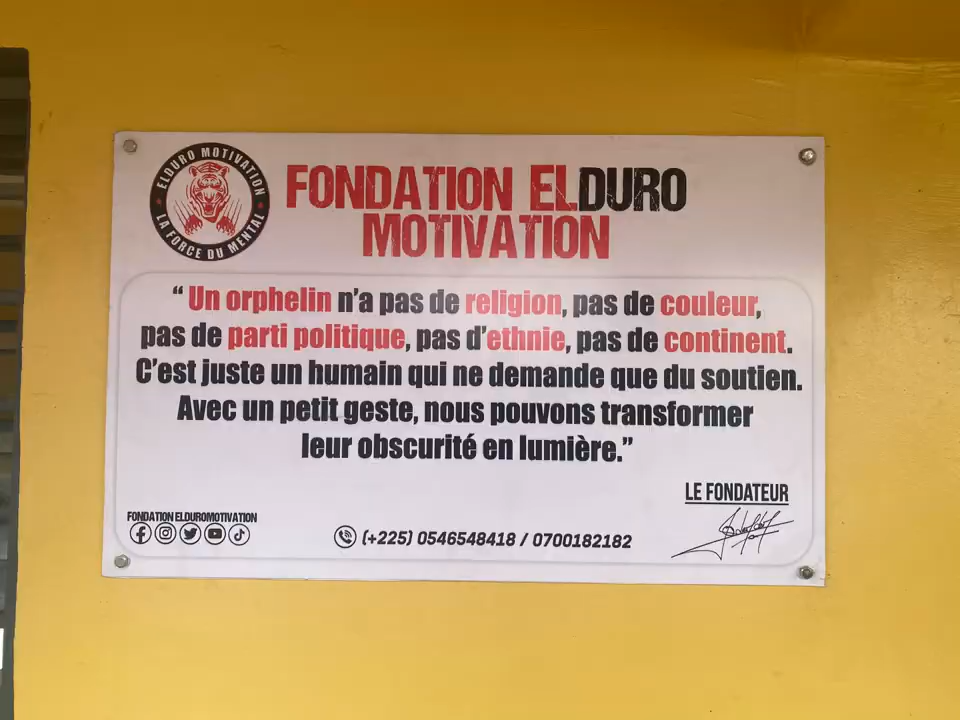 ELDURO MOTIVATION
LA FORCE DU MENTAL
FONDATION ELDURO
MOTIVATION
“ Un orphelin n’a pas de religion, pas de couleur,
pas de parti politique, pas d’ethnie, pas de continent.
C’est juste un humain qui ne demande que du soutien.
Avec un petit geste, nous pouvons transformer
leur obscurité en lumière.”
LE FONDATEUR
FONDATION ELDUROMOTIVATION
(+225) 0546548418 / 0700182182